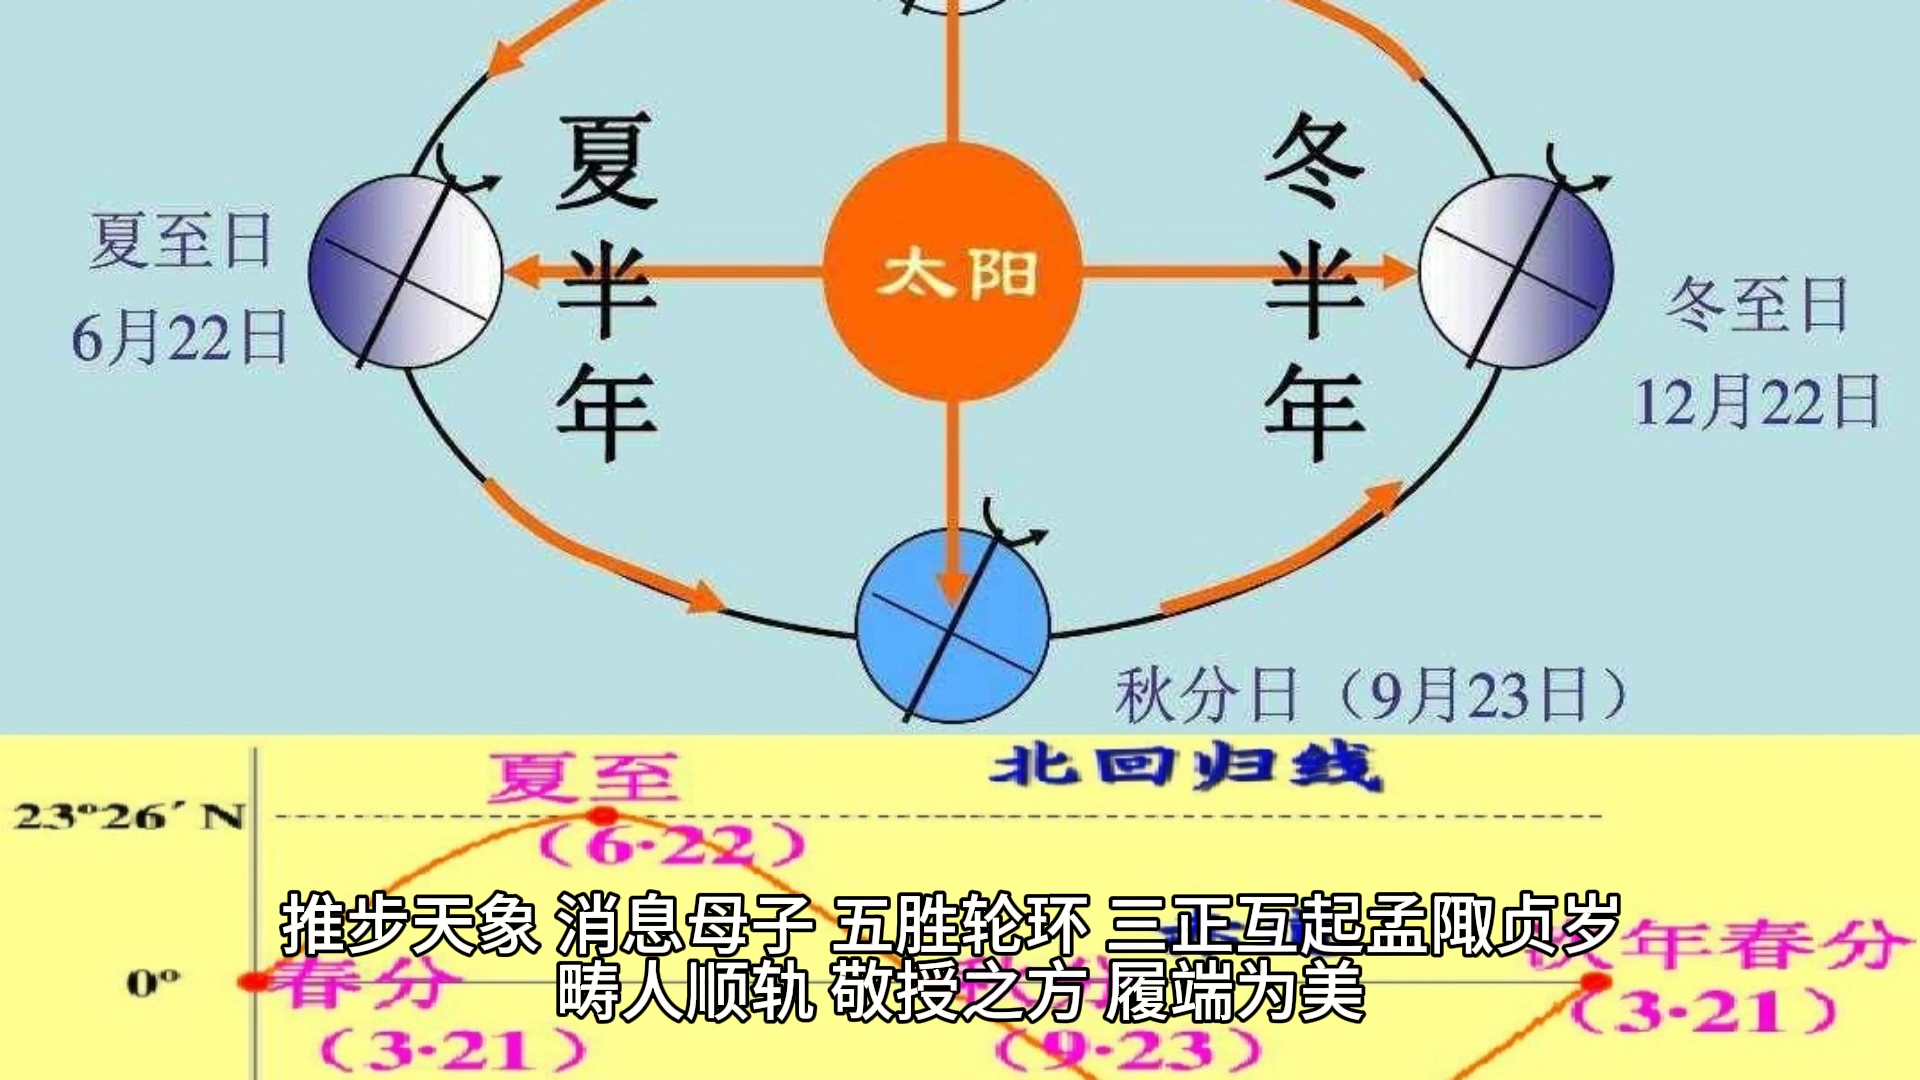 夏半年
冬半年
太阳
夏至日
6月22日
冬至日
12月22日
秋分日（9月23日）
夏至
北回归线
23°26′ N
（6·22）
推步天象 消息母子 五胜轮环 三正互起孟陬贞岁
年春分
0°
春分
畴人顺轨 敬授之方 履端为美
（3·21）
（3·21）
（9·23）